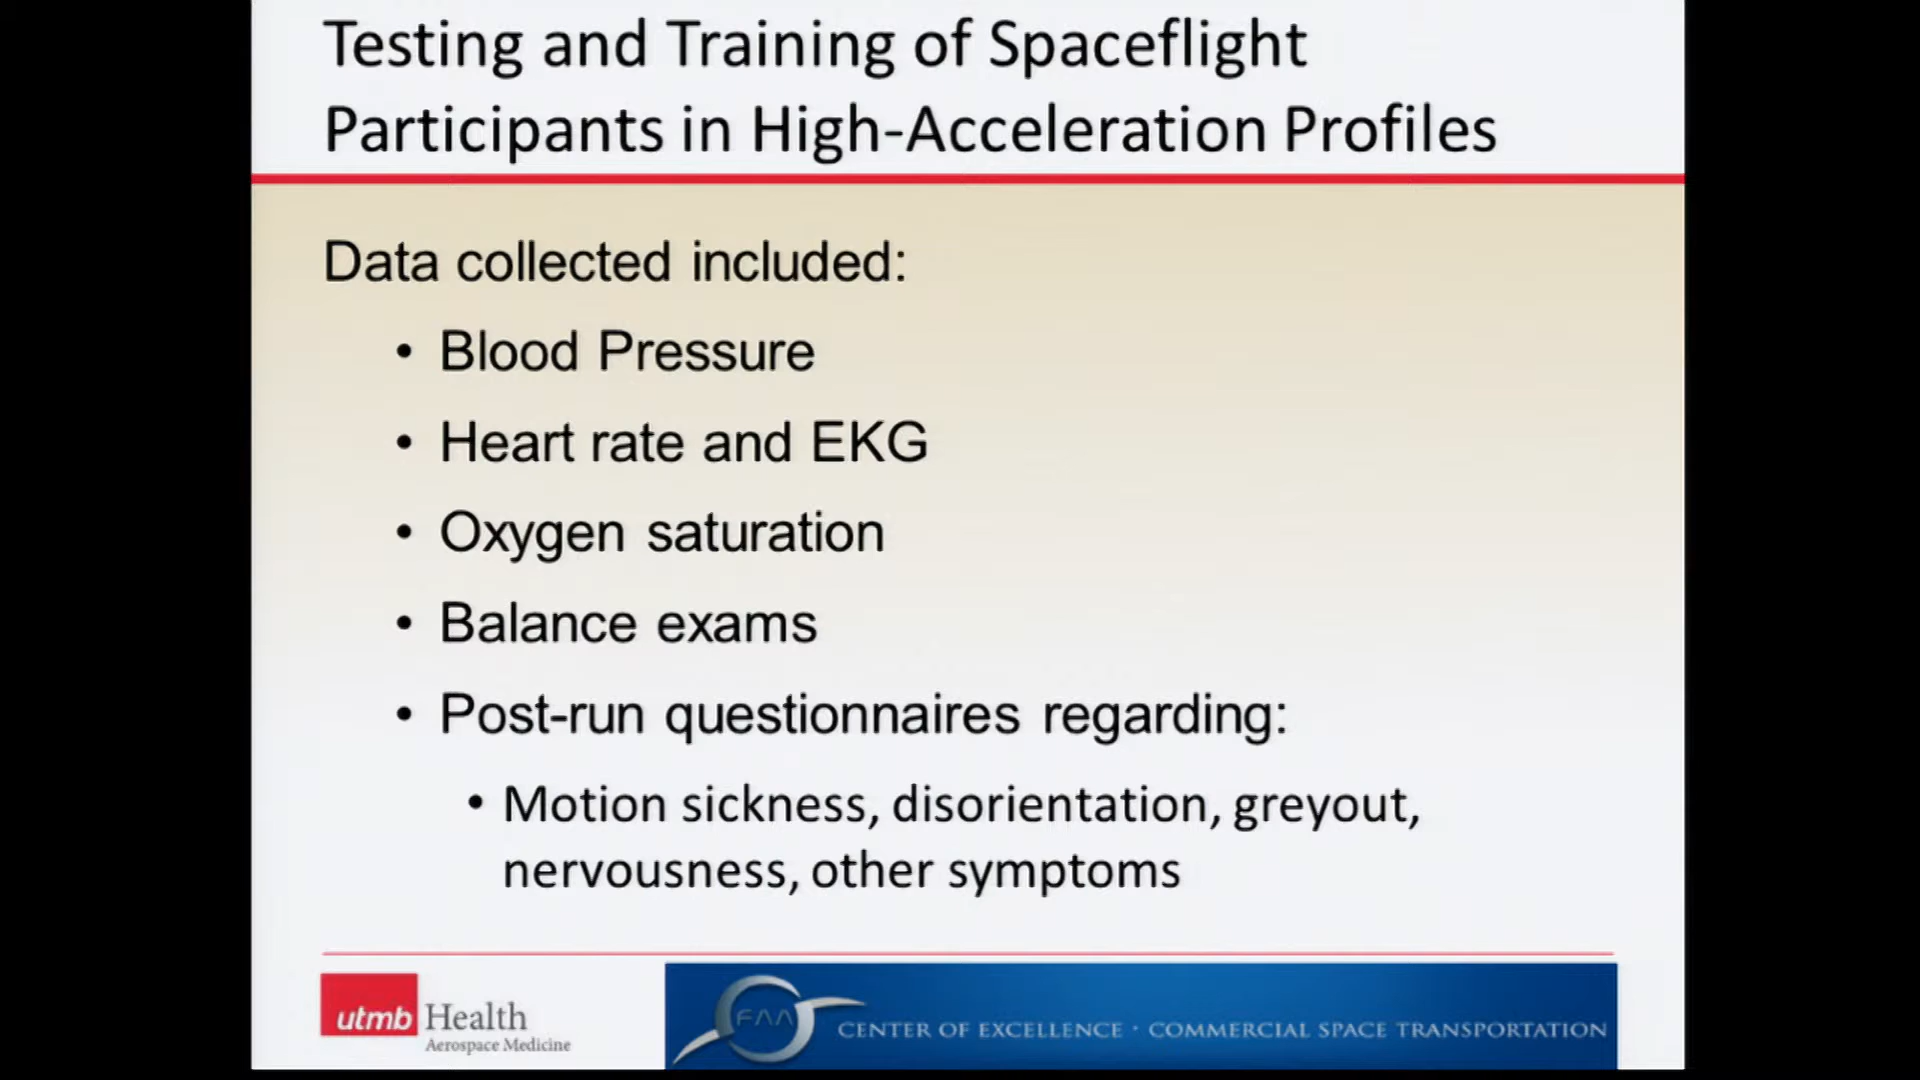 Testing and Training of Spaceflight
Participants in High-Acceleration Profiles
Data collected included:
• Blood Pressure
• Heart rate and EKG
• Oxygen saturation
• Balance exams
• Post-run questionnaires regarding:
• Motion sickness, disorientation, greyout,
nervousness, other symptoms
utmb Health
Aerospace Medicine
FAA
CENTER OF EXCELLENCE · COMMERCIAL SPACE TRANSPORTATION